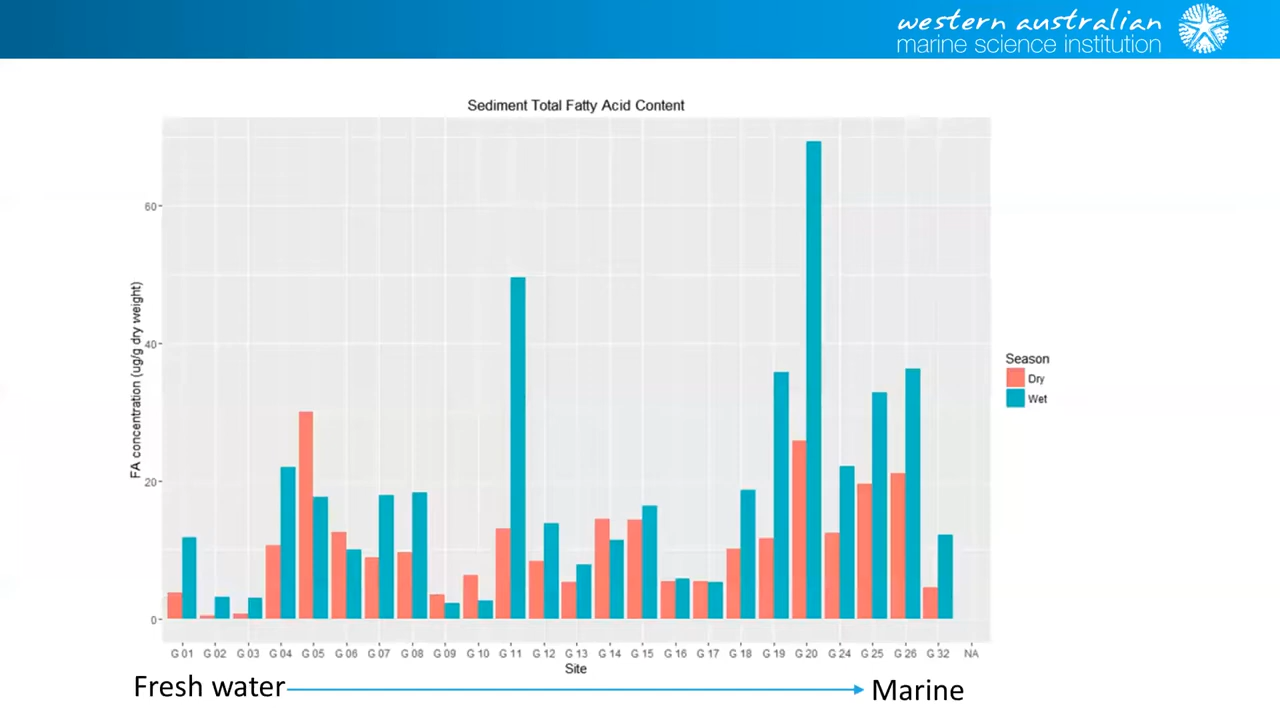 western australian
marine science institution
Sediment Total Fatty Acid Content
FA concentration (ug/g dry weight)
60
40
20
0
G 01 G 02 G 03 G 04 G 05 G 06 G 07 G 08 G 09 G 10 G 11 G 12 G 13 G 14 G 15 G 16 G 17 G 18 G 19 G 20 G 24 G 25 G 26 G 32 NA
Site
Season
Dry
Wet
Fresh water
Marine